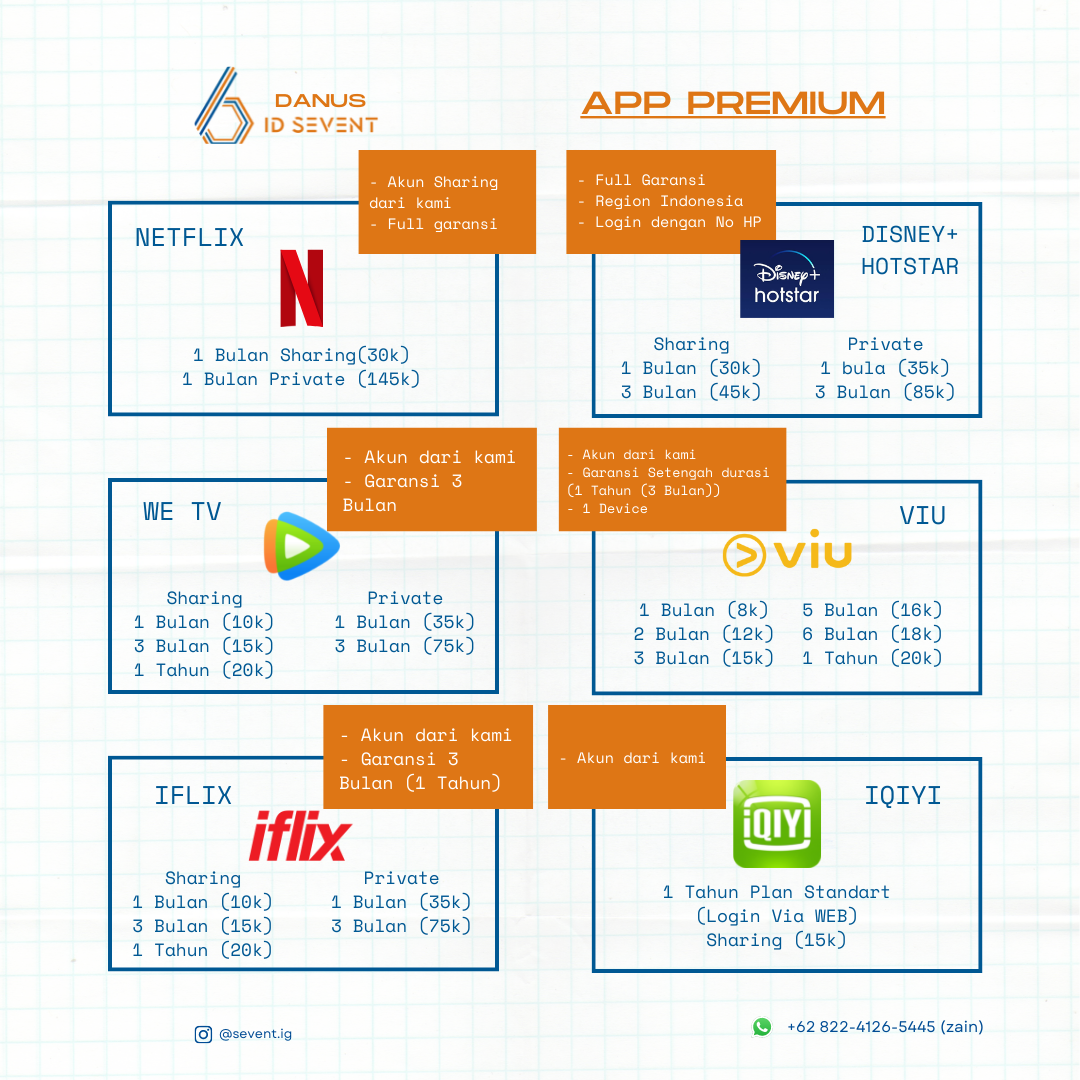 DANUS
ID SEVENT
APP PREMIUM
- Akun Sharing
dari kami
- Full garansi
NETFLIX
N
1 Bulan Sharing(30k)
1 Bulan Private (145k)
- Full Garansi
- Region Indonesia
- Login dengan No HP
DISNEY+
HOTSTAR
Disney+
hotstar
Sharing
1 Bulan (30k)
3 Bulan (45k)
Private
1 bula (35k)
3 Bulan (85k)
- Akun dari kami
- Garansi 3
Bulan
WE TV
Sharing
1 Bulan (10k)
3 Bulan (15k)
1 Tahun (20k)
Private
1 Bulan (35k)
3 Bulan (75k)
- Akun dari kami
- Garansi Setengah durasi
(1 Tahun (3 Bulan))
- 1 Device
VIU
viu
1 Bulan (8k)
2 Bulan (12k)
3 Bulan (15k)
5 Bulan (16k)
6 Bulan (18k)
1 Tahun (20k)
- Akun dari kami
- Garansi 3
Bulan (1 Tahun)
IFLIX
iflix
Sharing
1 Bulan (10k)
3 Bulan (15k)
1 Tahun (20k)
Private
1 Bulan (35k)
3 Bulan (75k)
- Akun dari kami
IQIYI
iQIYI
1 Tahun Plan Standart
(Login Via WEB)
Sharing (15k)
@sevent.ig
+62 822-4126-5445 (zain)